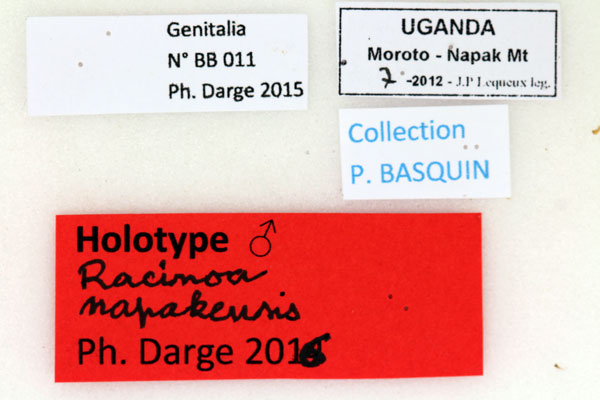 Genitalia
N° BB 011
Ph. Darge 2015
UGANDA
Moroto - Napak Mt
7 -2012 - J.P Lequeux leg.
Collection
P. BASQUIN
Holotype ♂
Racinoa
napakensis
Ph. Darge 2016